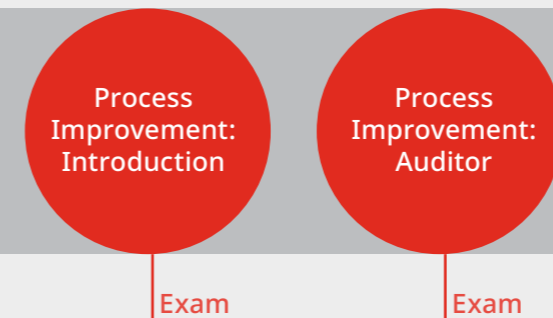 Process
Improvement:
Introduction
Process
Improvement:
Auditor
Exam
Exam